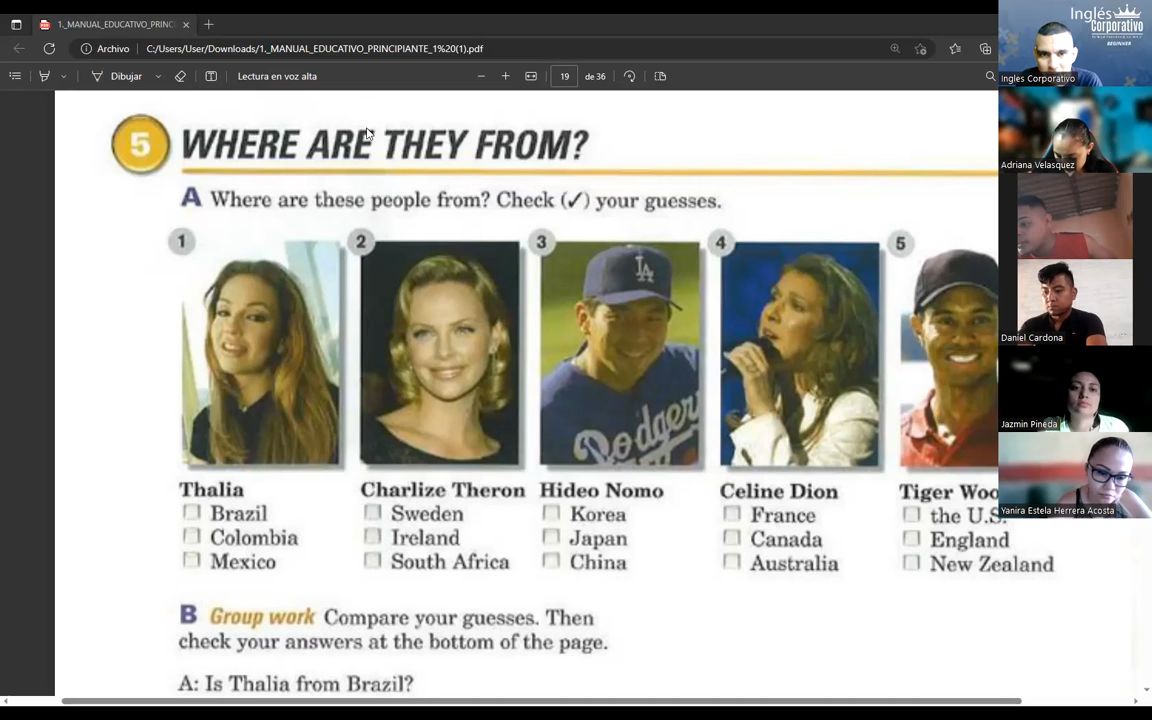 1._MANUAL_EDUCATIVO_PRINC
Archivo
C:/Users/User/Downloads/1._MANUAL_EDUCATIVO_PRINCIPIANTE_1%20(1).pdf
Dibujar
Lectura en voz alta
19
de 36
5 WHERE ARE THEY FROM?
A Where are these people from? Check (✓) your guesses.
1 2 3 4 5
LA
Dodgers
Thalia Charlize Theron Hideo Nomo Celine Dion Tiger Woo
Brazil Sweden Korea France the U.S.
Colombia Ireland Japan Canada England
Mexico South Africa China Australia New Zealand
B Group work Compare your guesses. Then
check your answers at the bottom of the page.
A: Is Thalia from Brazil?
Inglés
Corporativo
BEGINNER
Ingles Corporativo
Adriana Velasquez
Daniel Cardona
Jazmin Pineda
Yanira Estela Herrera Acosta